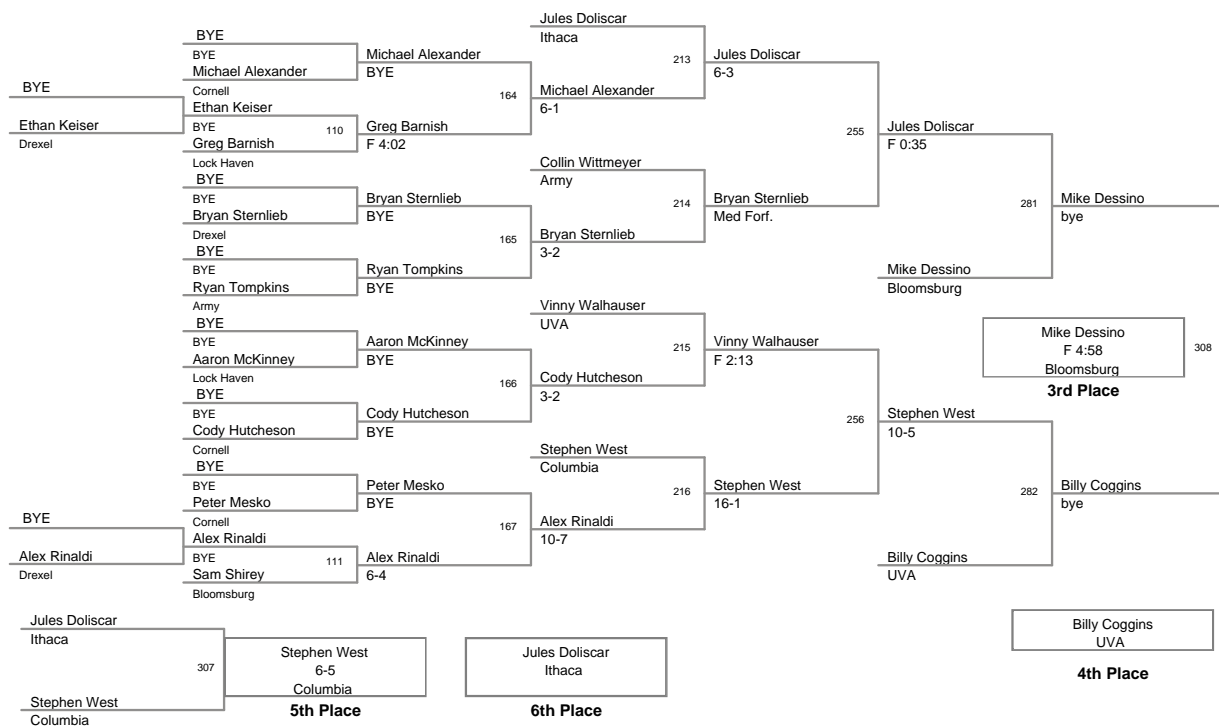 BYE
Ethan Keiser
Drexel
BYE
Alex Rinaldi
Drexel
BYE
BYE
Michael Alexander
Cornell
Ethan Keiser
BYE
110
Greg Barnish
Lock Haven
BYE
BYE
Bryan Sternlieb
Drexel
BYE
BYE
Ryan Tompkins
Army
BYE
BYE
Aaron McKinney
Lock Haven
BYE
BYE
Cody Hutcheson
Cornell
BYE
BYE
Peter Mesko
Cornell
Alex Rinaldi
BYE
111
Sam Shirey
Bloomsburg
Michael Alexander
BYE
164
Greg Barnish
F 4:02
Bryan Sternlieb
BYE
165
Ryan Tompkins
BYE
Aaron McKinney
BYE
166
Cody Hutcheson
BYE
Peter Mesko
BYE
167
Alex Rinaldi
6-4
Jules Doliscar
Ithaca
213
Michael Alexander
6-1
Collin Wittmeyer
Army
214
Bryan Sternlieb
3-2
Vinny Walhauser
UVA
215
Cody Hutcheson
3-2
Stephen West
Columbia
216
Alex Rinaldi
10-7
Jules Doliscar
6-3
255
Bryan Sternlieb
Med Forf.
Vinny Walhauser
F 2:13
256
Stephen West
16-1
Jules Doliscar
F 0:35
281
Mike Dessino
Bloomsburg
Stephen West
10-5
282
Billy Coggins
UVA
Mike Dessino
bye
Billy Coggins
bye
Mike Dessino
F 4:58
Bloomsburg
308
3rd Place
Billy Coggins
UVA
4th Place
Jules Doliscar
Ithaca
307
Stephen West
Columbia
Stephen West
6-5
Columbia
5th Place
Jules Doliscar
Ithaca
6th Place